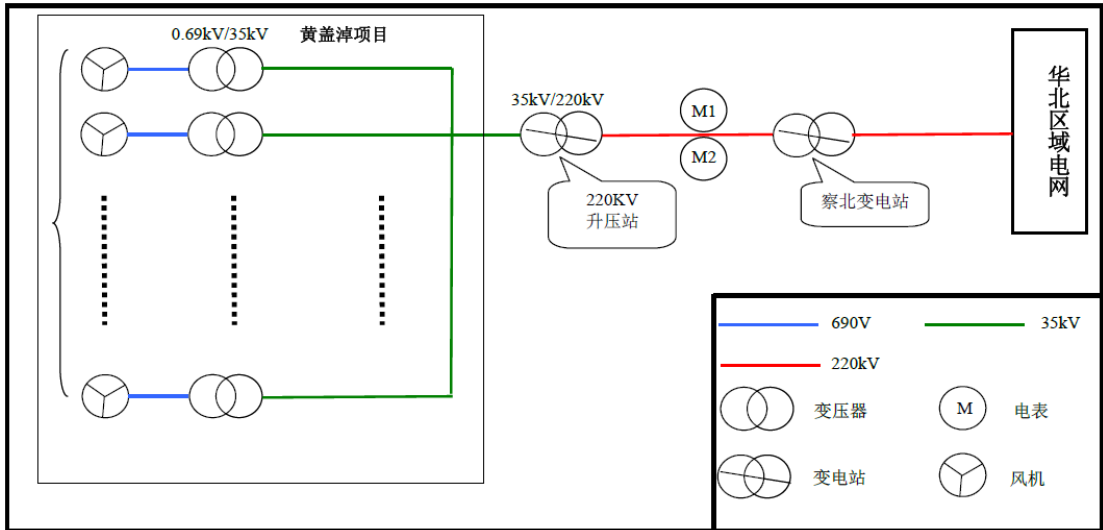 0.69kV/35kV
黄盖淖项目
35kV/220kV
M1
M2
220KV
升压站
察北变电站
华北区域电网
690V
35kV
220kV
变压器
M
电表
变电站
风机